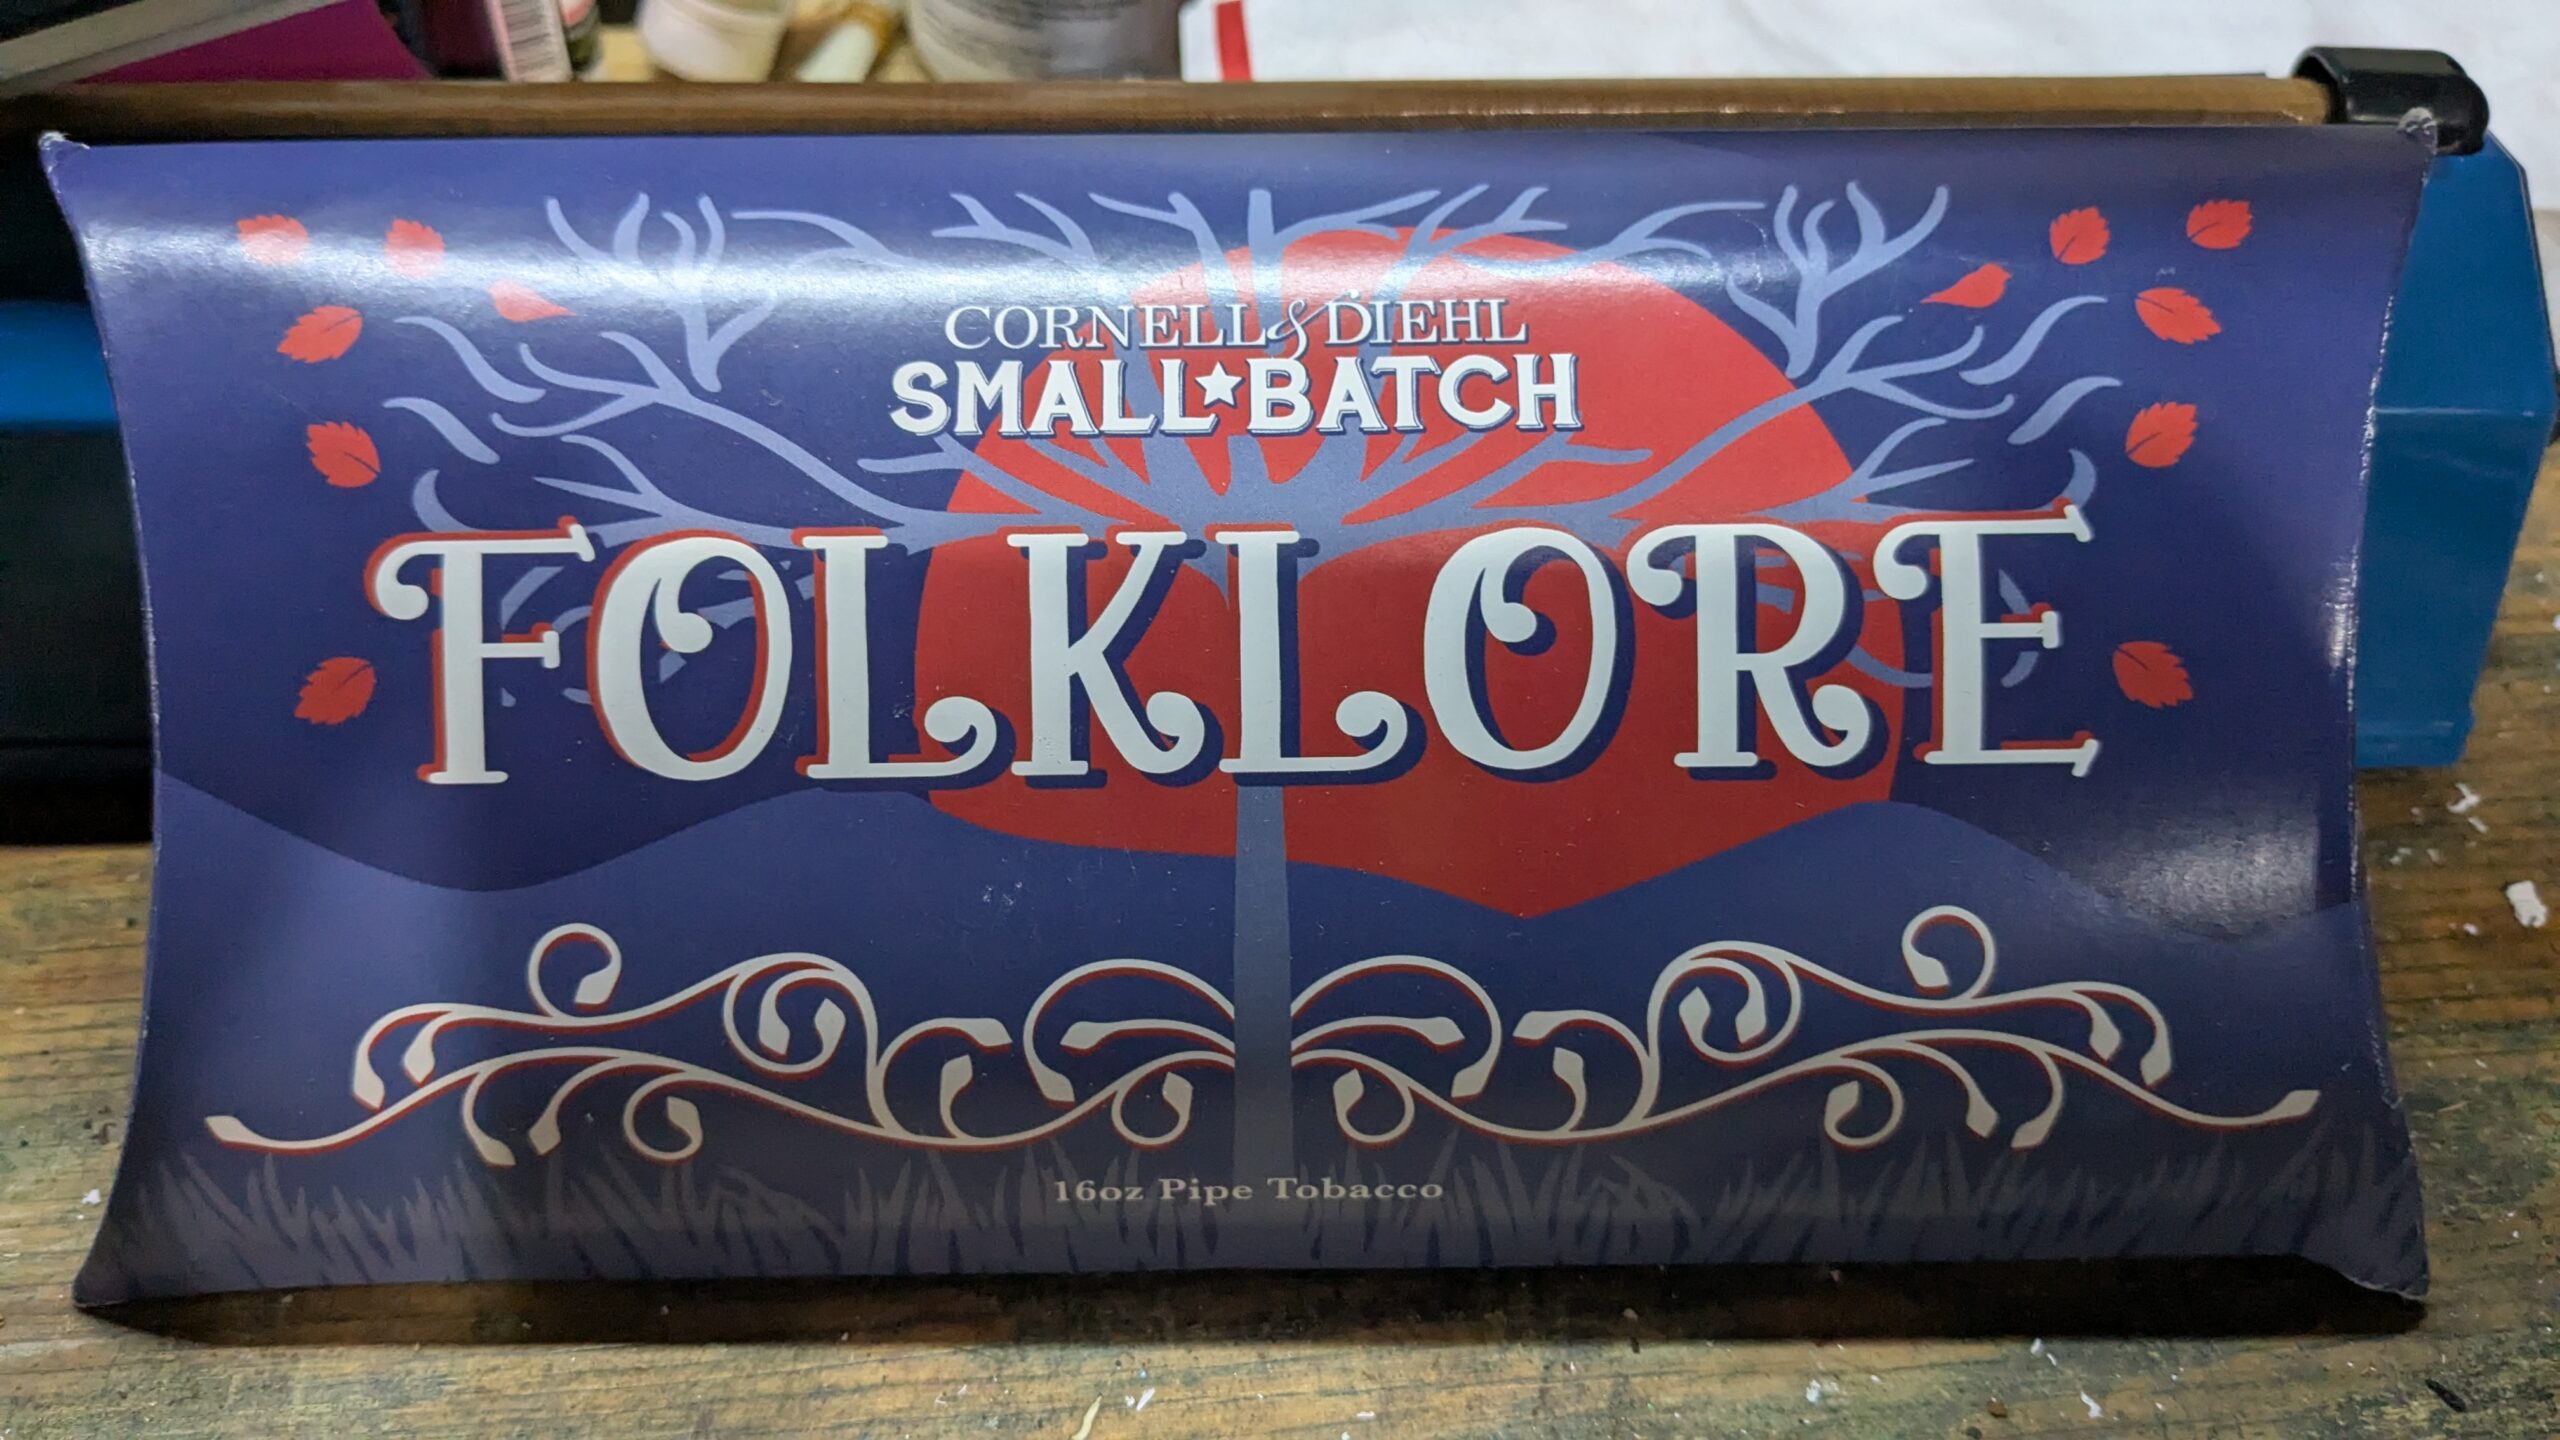 CORNELL & DIEHL
SMALL★BATCH
FOLKLORE
16oz Pipe Tobacco